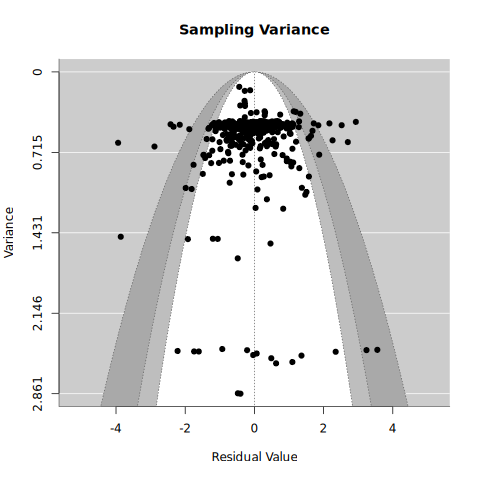 Sampling Variance
0
0.715
1.431
2.146
2.861
Variance
-4 -2 0 2 4
Residual Value